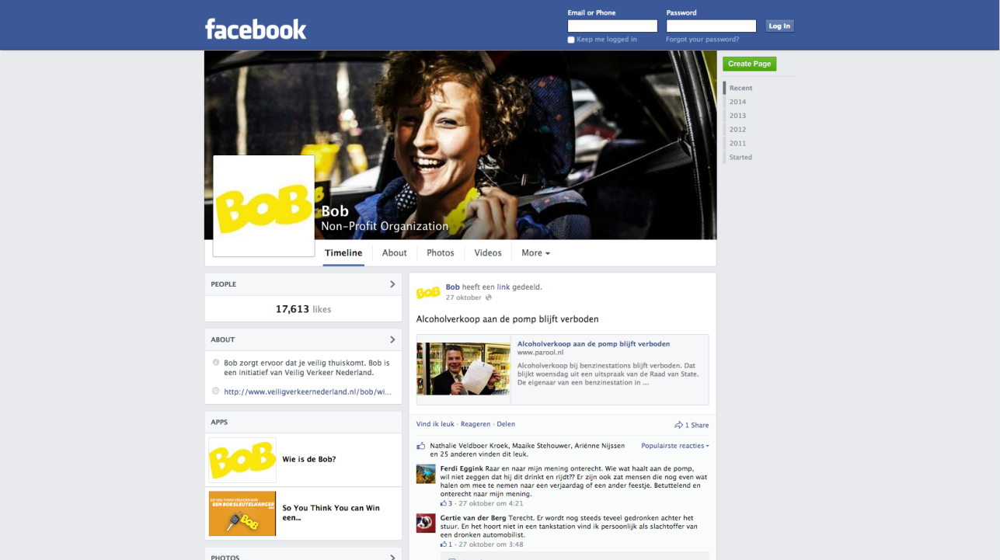 Email or Phone
Password
facebook
Log In
Keep me logged in
Forgot your password?
Create Page
Recent
2014
2013
2012
2011
Started
BOB
Bob
Non-Profit Organization
Timeline
About
Photos
Videos
More
PEOPLE
17,613 likes
ABOUT
Bob zorgt ervoor dat je veilig thuiskomt. Bob is
een initiatief van Veilig Verkeer Nederland.
http://www.veiligverkeernederland.nl/bob/wi...
APPS
BOB
Wie is de Bob?
SO YOU THINK YOU CAN WIN
EEN BOB SLEUTELHANGER
BOB
So You Think You can Win
een...
PHOTOS
BOB
Bob heeft een link gedeeld.
27 oktober
Alcoholverkoop aan de pomp blijft verboden
Alcoholverkoop aan de pomp blijft verboden
www.parool.nl
Alcoholverkoop bij benzinestations blijft verboden. Dat
blijkt woensdag uit een uitspraak van de Raad van State.
De eigenaar van een benzinestation in ...
Vind ik leuk · Reageren · Delen
1 Share
Nathalie Veldboer Kroek, Maaike Stehouwer, Ariënne Nijssen
en 25 anderen vinden dit leuk.
Populairste reacties
Ferdi Eggink Raar en naar mijn mening onterecht. Wie wat haalt aan de pomp,
wil niet zeggen dat hij dit drinkt en rijdt?? Er zijn ook zat mensen die nog even wat
halen om mee te nemen naar een verjaardag of een ander feestje. Betuttelend en
onterecht naar mijn mening.
3 · 27 oktober om 4:21
Gertie van der Berg Terecht. Er wordt nog steeds teveel gedronken achter het
stuur. En het hoort niet in een tankstation vind ik persoonlijk als slachtoffer van
een dronken automobilist.
1 · 27 oktober om 3:48